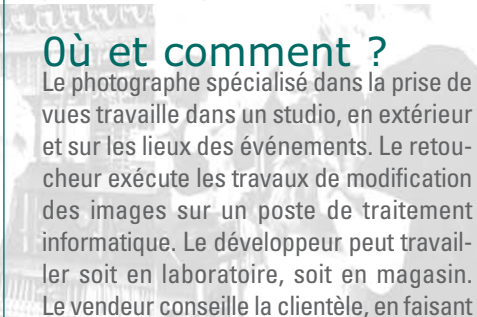 Où et comment ?
Le photographe spécialisé dans la prise de
vues travaille dans un studio, en extérieur
et sur les lieux des événements. Le retou-
cheur exécute les travaux de modification
des images sur un poste de traitement
informatique. Le développeur peut travail-
ler soit en laboratoire, soit en magasin.
Le vendeur conseille la clientèle, en faisant